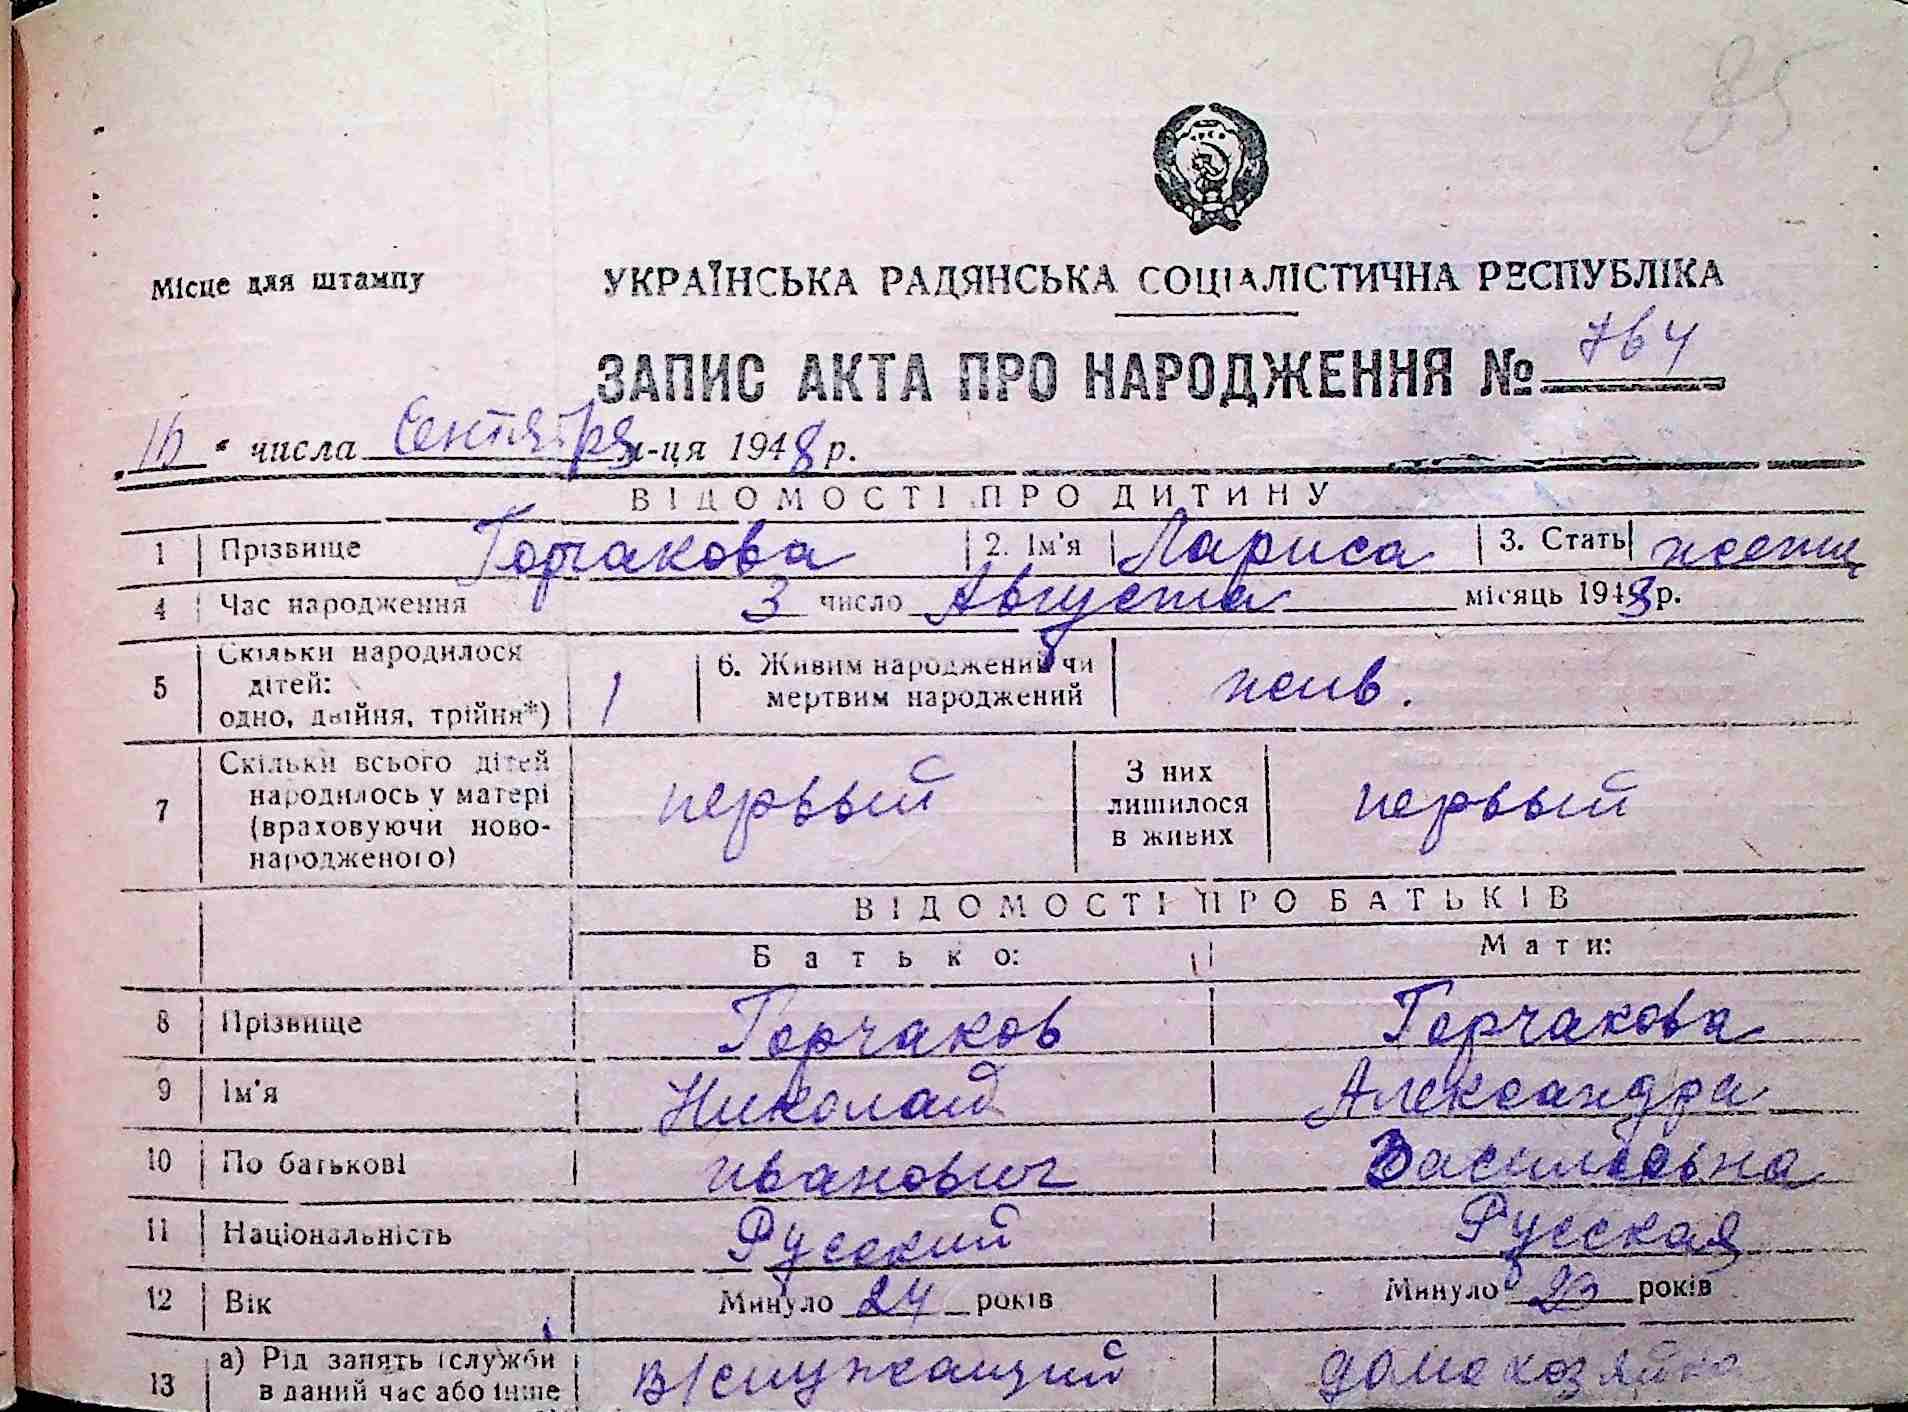 85
Місце для штампу
УКРАЇНСЬКА РАДЯНСЬКА СОЦІАЛІСТИЧНА РЕСПУБЛІКА
ЗАПИС АКТА ПРО НАРОДЖЕННЯ № 764
"16" числа Сентября м-ця 1948 р.
ВІДОМОСТІ ПРО ДИТИНУ
1 Прізвище Горчакова 2. Ім'я Лариса 3. Стать женщ
4 Час народження 3 число Августа місяць 1948 р.
5 Скільки народилося дітей: одно, двійня, трійня*) 1 6. Живим народжений чи мертвим народжений жив.
7 Скільки всього дітей народилось у матері (враховуючи новонародженого) первый З них лишилося в живих первый
ВІДОМОСТІ ПРО БАТЬКІВ
Батько: Мати:
8 Прізвище Горчаков Горчакова
9 Ім'я Николай Александра
10 По батькові Иванович Васильевна
11 Національність Русский Русская
12 Вік Минуло 24 років Минуло 23 років
13 а) Рід занять (служби в даний час або інше в/служащий домохозяйка